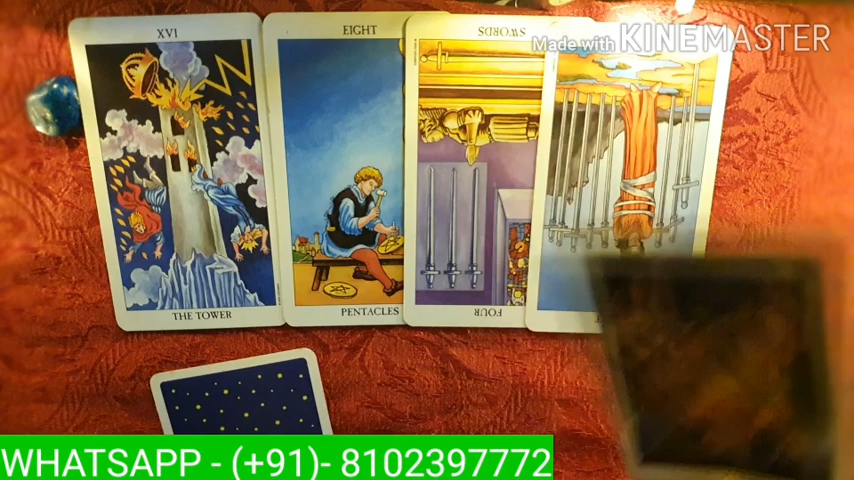 XVI
EIGHT
SWORDS
Made with KINEMASTER
THE TOWER
PENTACLES
FOUR
WHATSAPP - (+91)- 8102397772